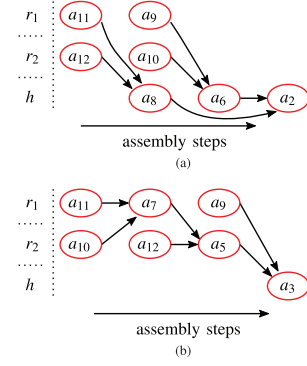 r1 a11 a9
r2 a12 a10
h a8 a6 a2
assembly steps
(a)
r1 a11 a7 a9
r2 a10 a12 a5
h a3
assembly steps
(b)